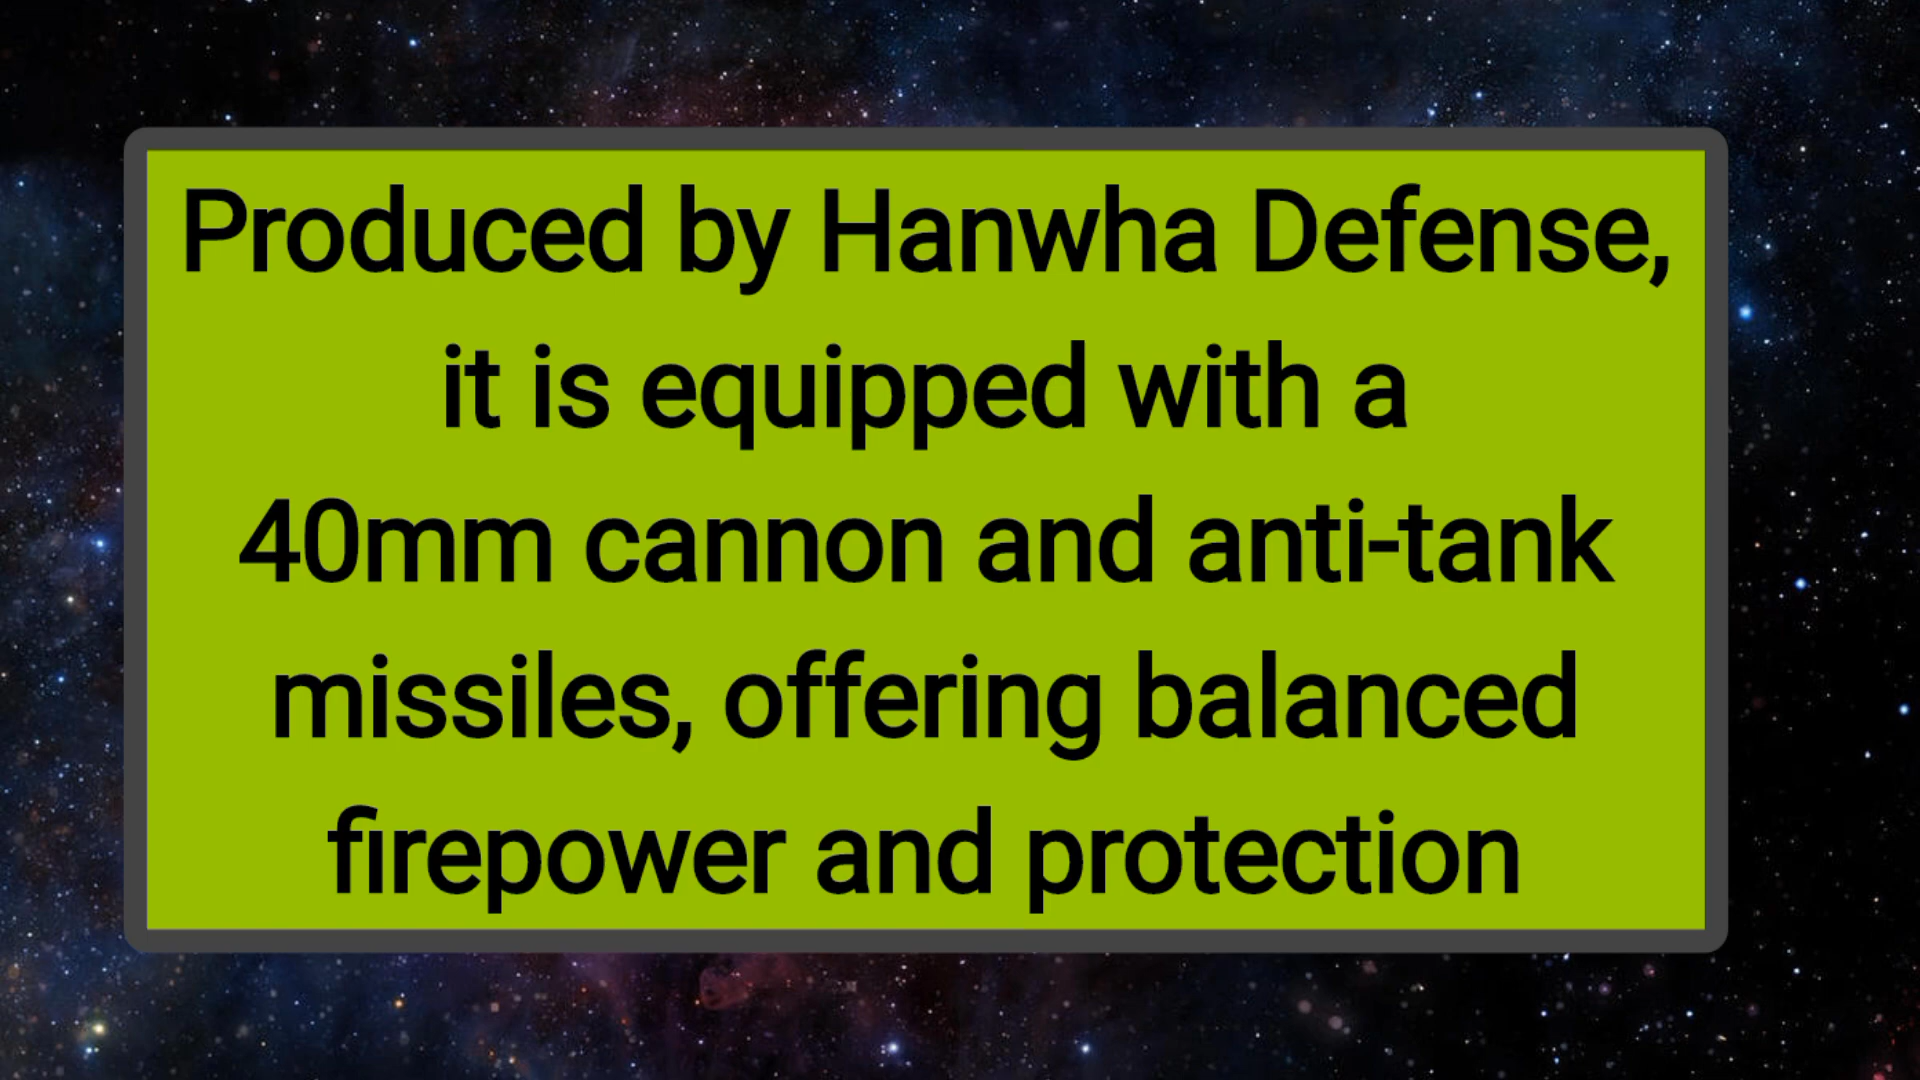 Produced by Hanwha Defense,
it is equipped with a
40mm cannon and anti-tank
missiles, offering balanced
firepower and protection